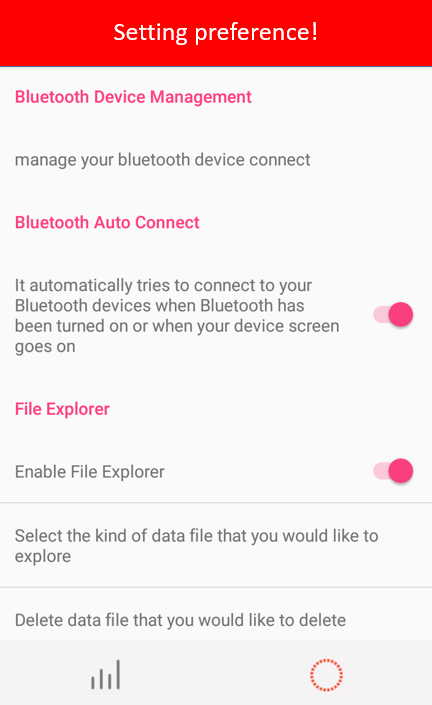 Setting preference!
Bluetooth Device Management
manage your bluetooth device connect
Bluetooth Auto Connect
It automatically tries to connect to your
Bluetooth devices when Bluetooth has
been turned on or when your device screen
goes on
File Explorer
Enable File Explorer
Select the kind of data file that you would like to
explore
Delete data file that you would like to delete